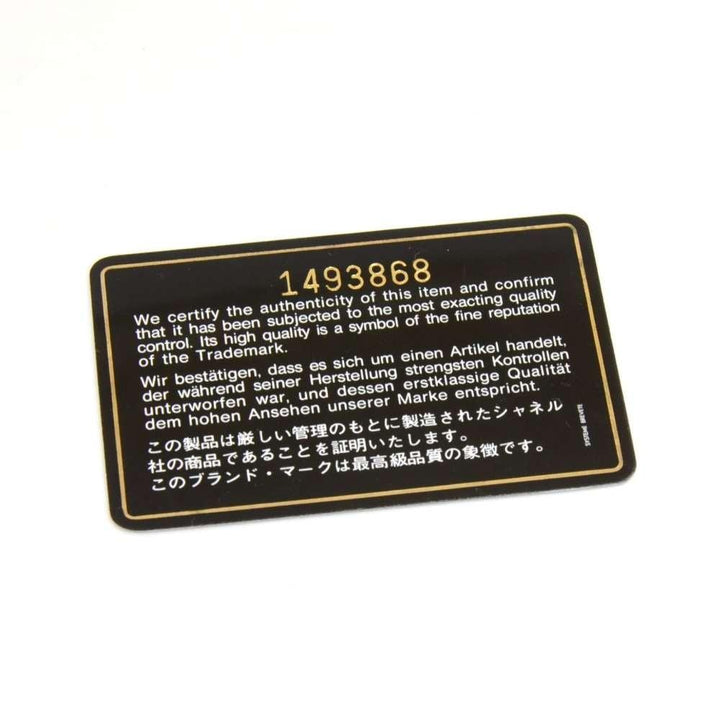 1493868
We certify the authenticity of this item and confirm
that it has been subjected to the most exacting quality
control. Its high quality is a symbol of the fine reputation
of the Trademark.
Wir bestätigen, dass es sich um einen Artikel handelt,
der während seiner Herstellung strengsten Kontrollen
unterworfen war, und dessen erstklassige Qualität
dem hohen Ansehen unserer Marke entspricht.
この製品は厳しい管理のもとに製造されたシャネル
社の商品であることを証明いたします。
このブランド・マークは最高級品質の象徴です。
SYSTEME BREVETE